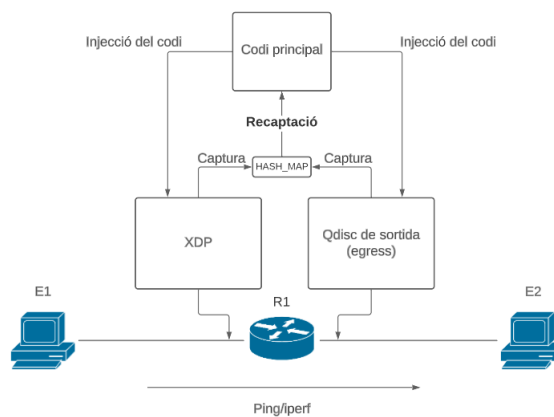 Injecció del codi
Codi principal
Injecció del codi
Recaptació
Captura
HASH_MAP
Captura
XDP
Qdisc de sortida
(egress)
E1
R1
E2
Ping/iperf